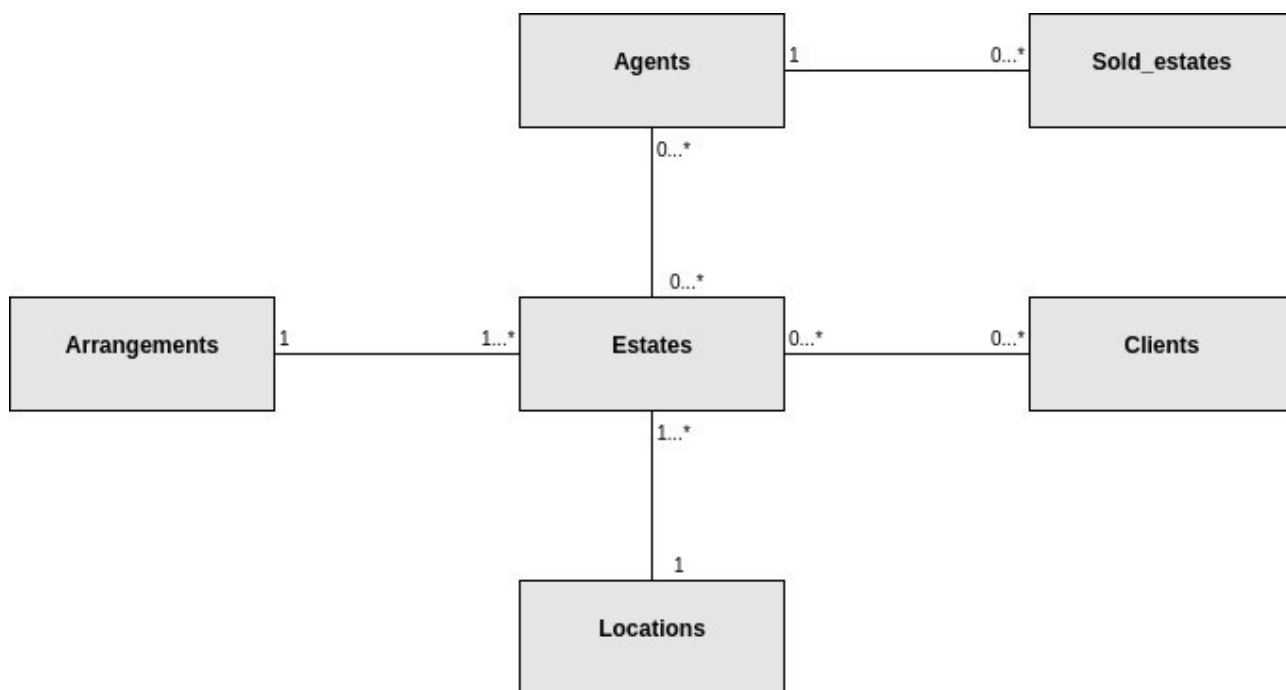 Agents
1
0...*
Sold_estates
0...*
0...*
Arrangements
1
1...*
Estates
0...*
0...*
Clients
1...*
1
Locations